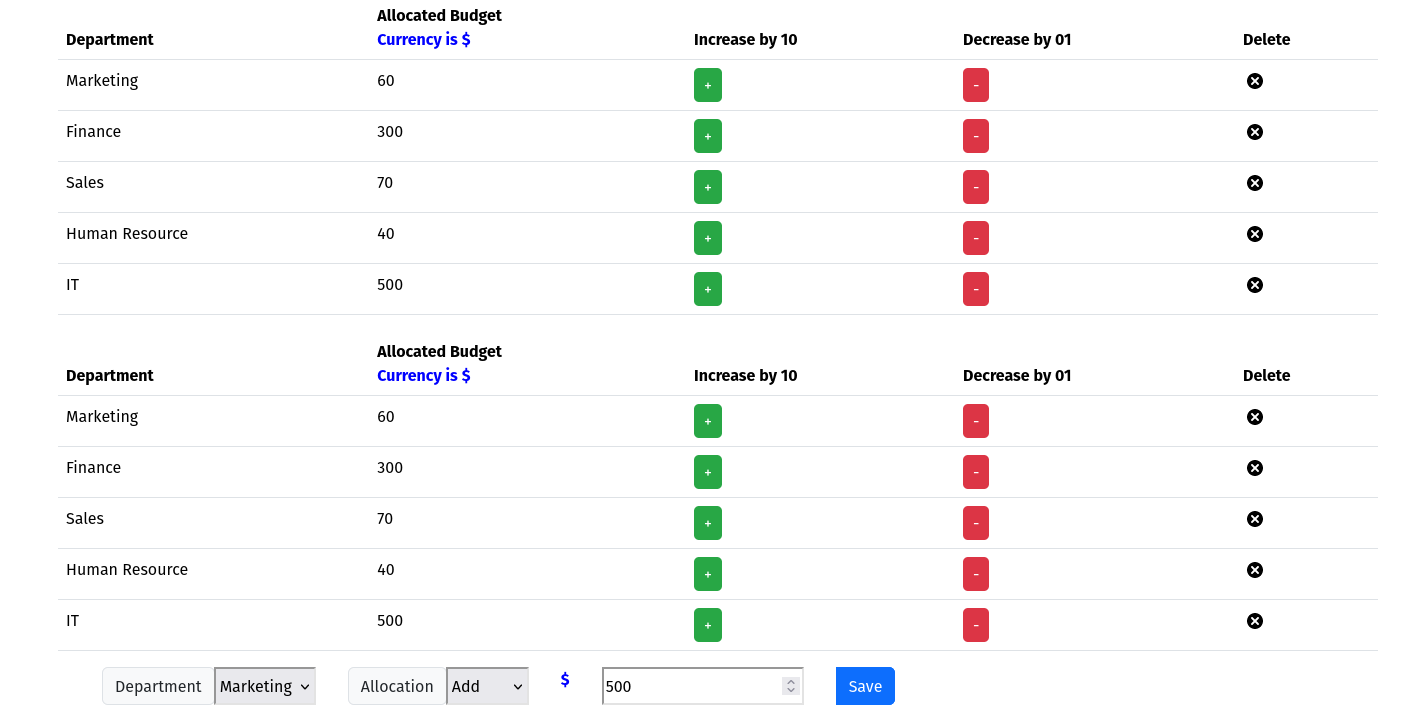 Department Allocated Budget Currency is $ Increase by 10 Decrease by 01 Delete
Marketing 60 + -
Finance 300 + -
Sales 70 + -
Human Resource 40 + -
IT 500 + -
Department Allocated Budget Currency is $ Increase by 10 Decrease by 01 Delete
Marketing 60 + -
Finance 300 + -
Sales 70 + -
Human Resource 40 + -
IT 500 + -
Department Marketing Allocation Add $ 500 Save